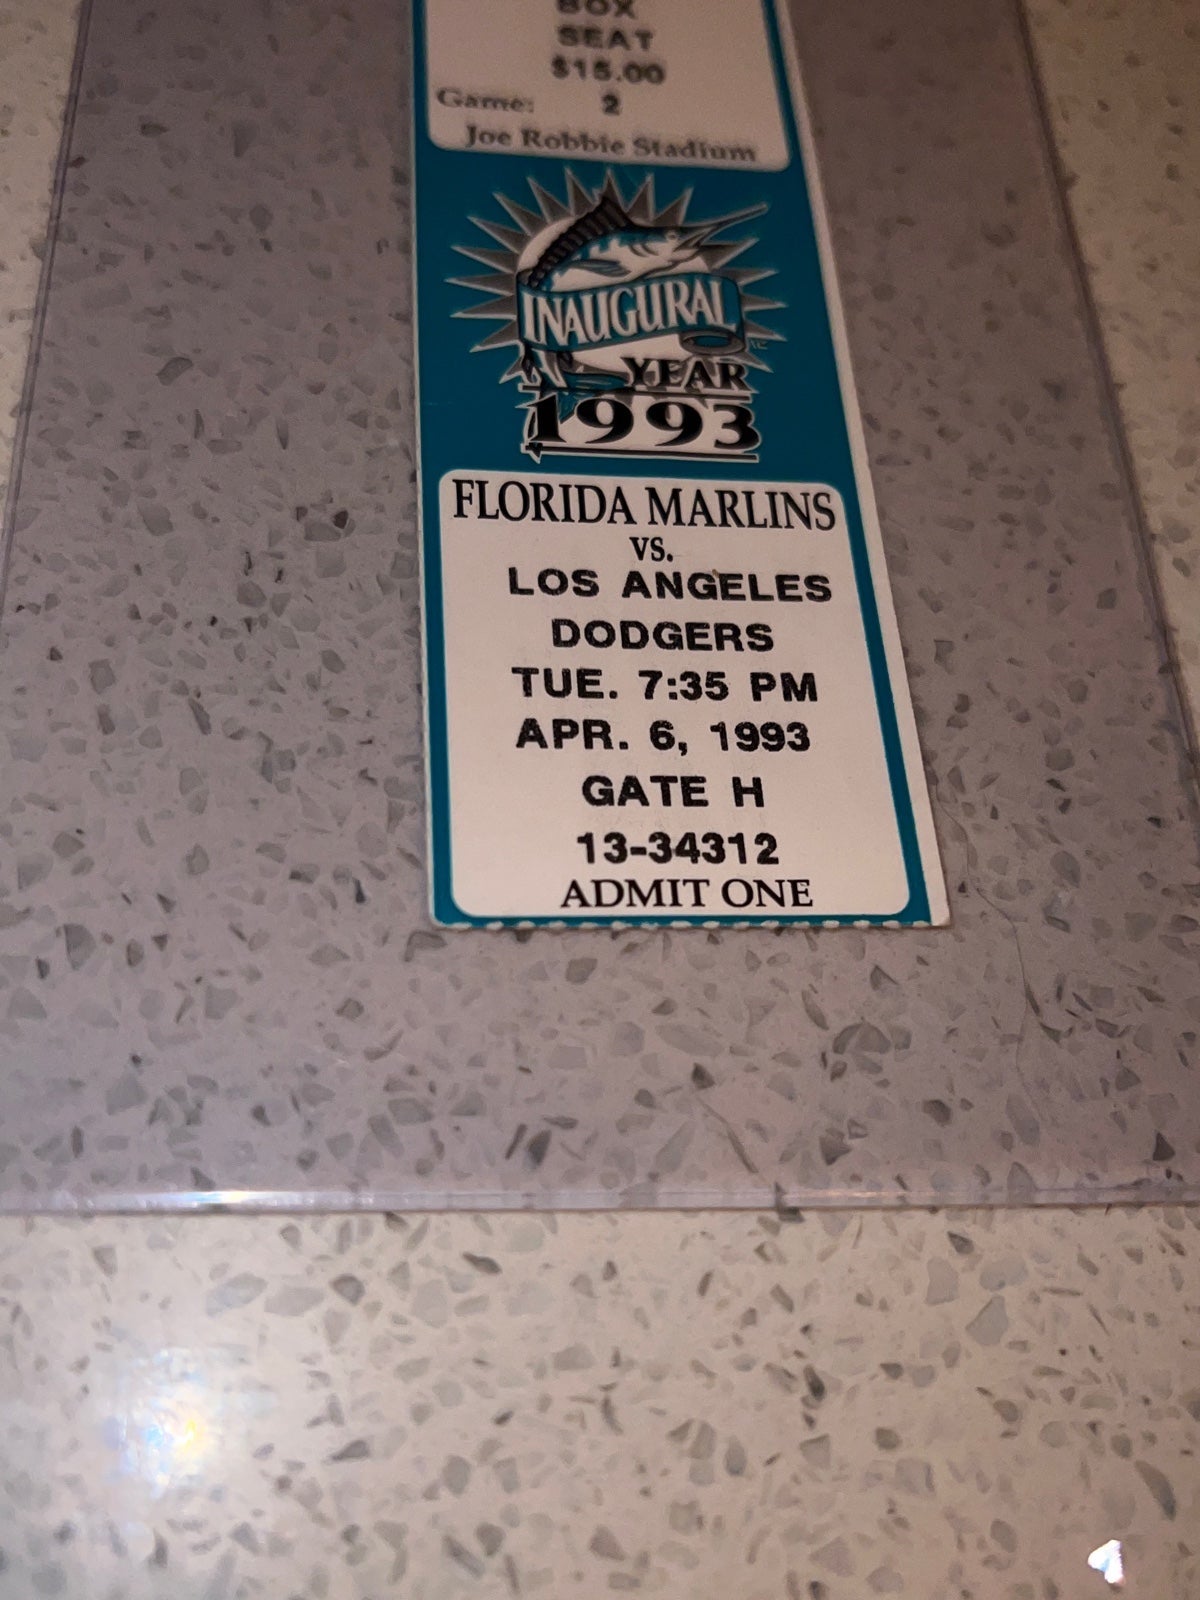 BOX
SEAT
$15.00
Game: 2
Joe Robbie Stadium
INAUGURAL
YEAR
1993
FLORIDA MARLINS
VS.
LOS ANGELES
DODGERS
TUE. 7:35 PM
APR. 6, 1993
GATE H
13-34312
ADMIT ONE